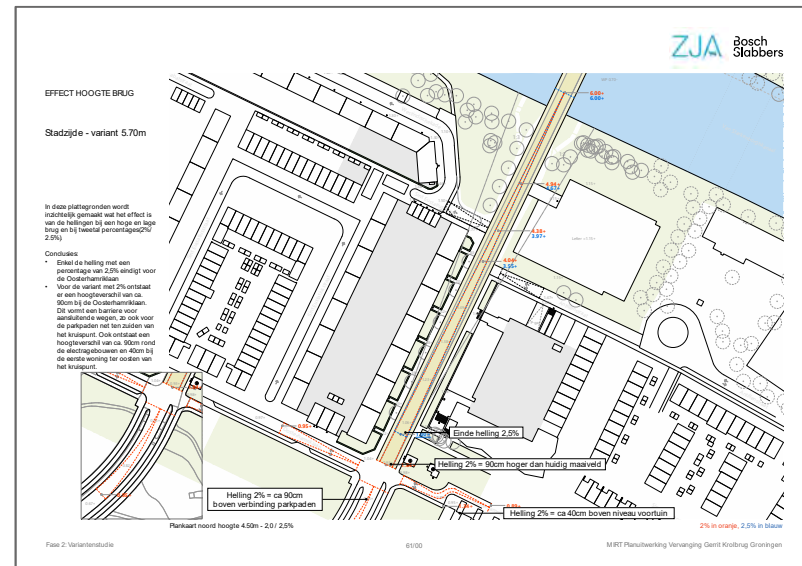 ZJA
Bosch
Slabbers
EFFECT HOOGTE BRUG
Stadzijde - variant 5.70m
In deze plattegronden wordt
inzichtelijk gemaakt wat het effect is
van de hellingen bij een hoge en lage
brug en bij tweetal percentages(2%/
2.5%)
Conclusies:
• Enkel de helling met een
percentage van 2,5% eindigt voor
de Oosterhamriklaan
• Voor de variant met 2% ontstaat
er een hoogteverschil van ca.
90cm bij de Oosterhamriklaan.
Dit vormt een barriere voor
aansluitende wegen, zo ook voor
de parkpaden net ten zuiden van
het kruispunt. Ook ontstaat een
hoogteverschil van ca. 90cm rond
de electragebouwen en 40cm bij
de eerste woning ter oosten van
het kruispunt.
4.38+
3.97+
Einde helling 2,5%
Helling 2% = 90cm hoger dan huidig maaiveld
Helling 2% = ca 90cm
boven verbinding parkpaden
Helling 2% = ca 40cm boven niveau voortuin
Plankaart noord hoogte 4.50m - 2,0 / 2,5%
2% in oranje, 2,5% in blauw
Fase 2: Variantenstudie
61/00
MIRT Planuitwerking Vervanging Gerrit Krolbrug Groningen